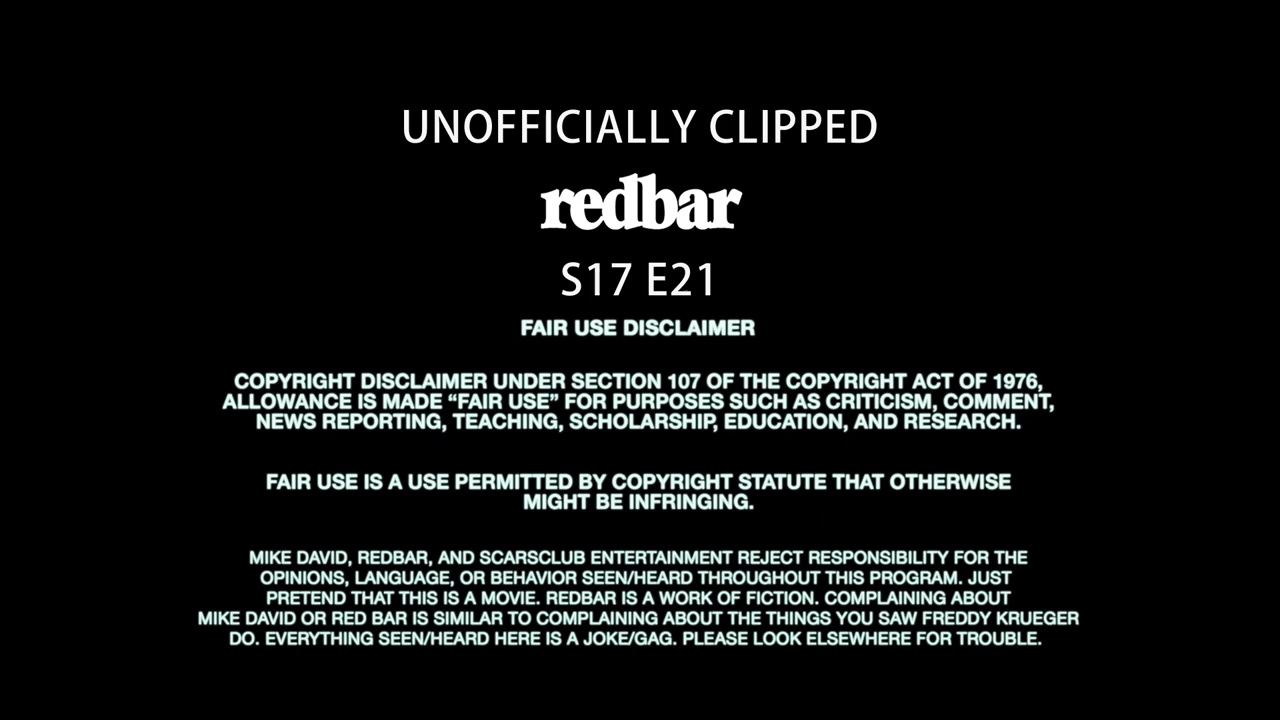 UNOFFICIALLY CLIPPED
redbar
S17 E21
FAIR USE DISCLAIMER
COPYRIGHT DISCLAIMER UNDER SECTION 107 OF THE COPYRIGHT ACT OF 1976,
ALLOWANCE IS MADE “FAIR USE” FOR PURPOSES SUCH AS CRITICISM, COMMENT,
NEWS REPORTING, TEACHING, SCHOLARSHIP, EDUCATION, AND RESEARCH.
FAIR USE IS A USE PERMITTED BY COPYRIGHT STATUTE THAT OTHERWISE
MIGHT BE INFRINGING.
MIKE DAVID, REDBAR, AND SCARSCLUB ENTERTAINMENT REJECT RESPONSIBILITY FOR THE
OPINIONS, LANGUAGE, OR BEHAVIOR SEEN/HEARD THROUGHOUT THIS PROGRAM. JUST
PRETEND THAT THIS IS A MOVIE. REDBAR IS A WORK OF FICTION. COMPLAINING ABOUT
MIKE DAVID OR RED BAR IS SIMILAR TO COMPLAINING ABOUT THE THINGS YOU SAW FREDDY KRUEGER
DO. EVERYTHING SEEN/HEARD HERE IS A JOKE/GAG. PLEASE LOOK ELSEWHERE FOR TROUBLE.